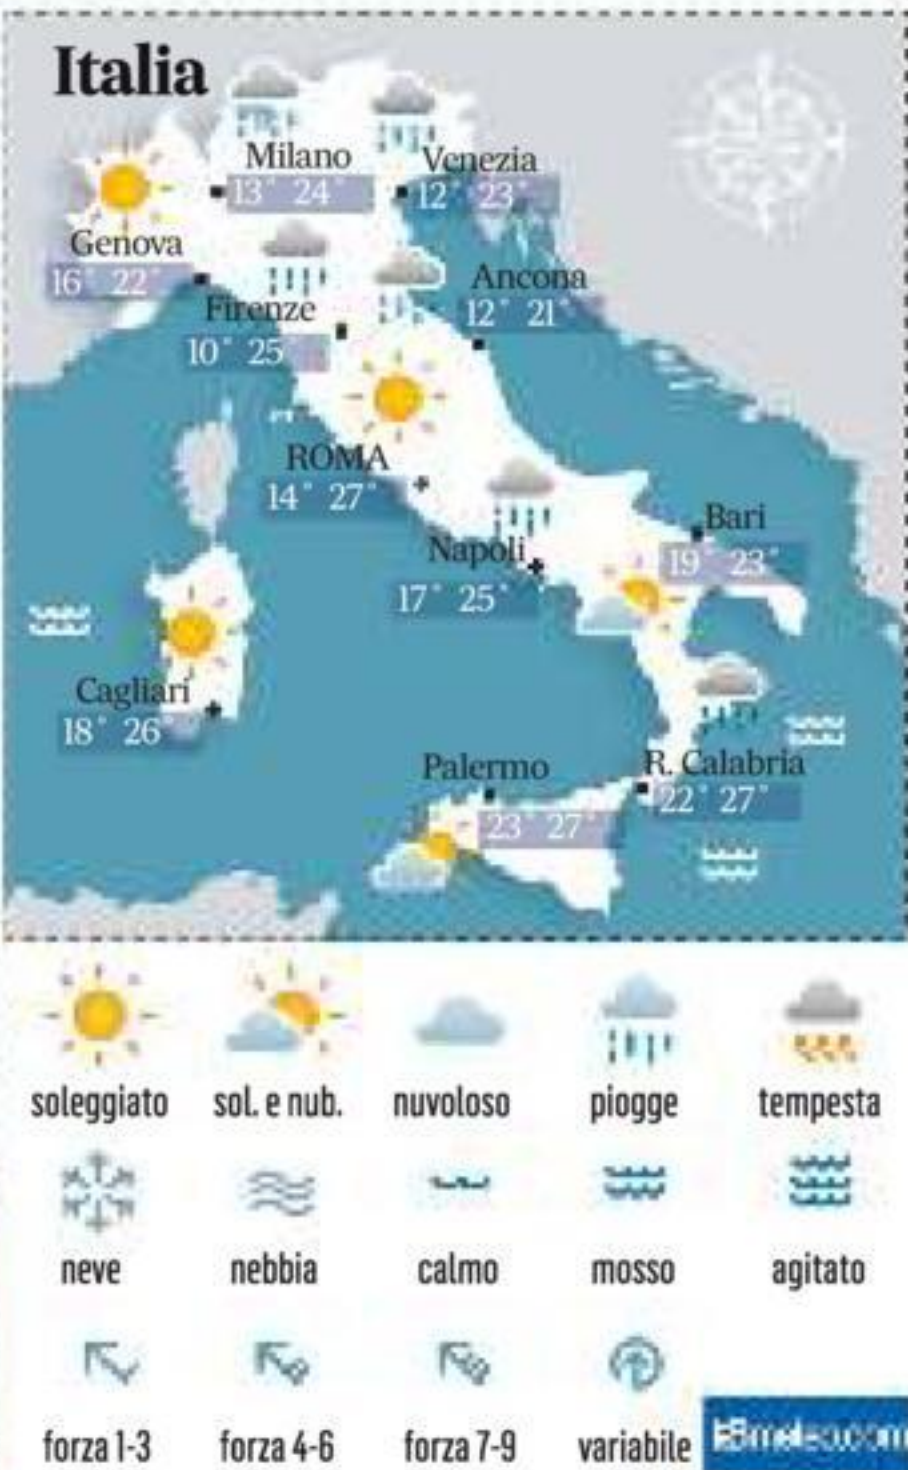 Italia
Milano
13° 24°
Venezia
12° 23°
Genova
16° 22°
Ancona
12° 21°
Firenze
10° 25
ROMA
14° 27°
Bari
19° 23°
Napoli
17° 25°
Cagliari
18° 26°
Palermo
23° 27°
R. Calabria
22° 27°
soleggiato sol. e nub. nuvoloso piogge tempesta
neve nebbia calmo mosso agitato
forza 1-3 forza 4-6 forza 7-9 variabile